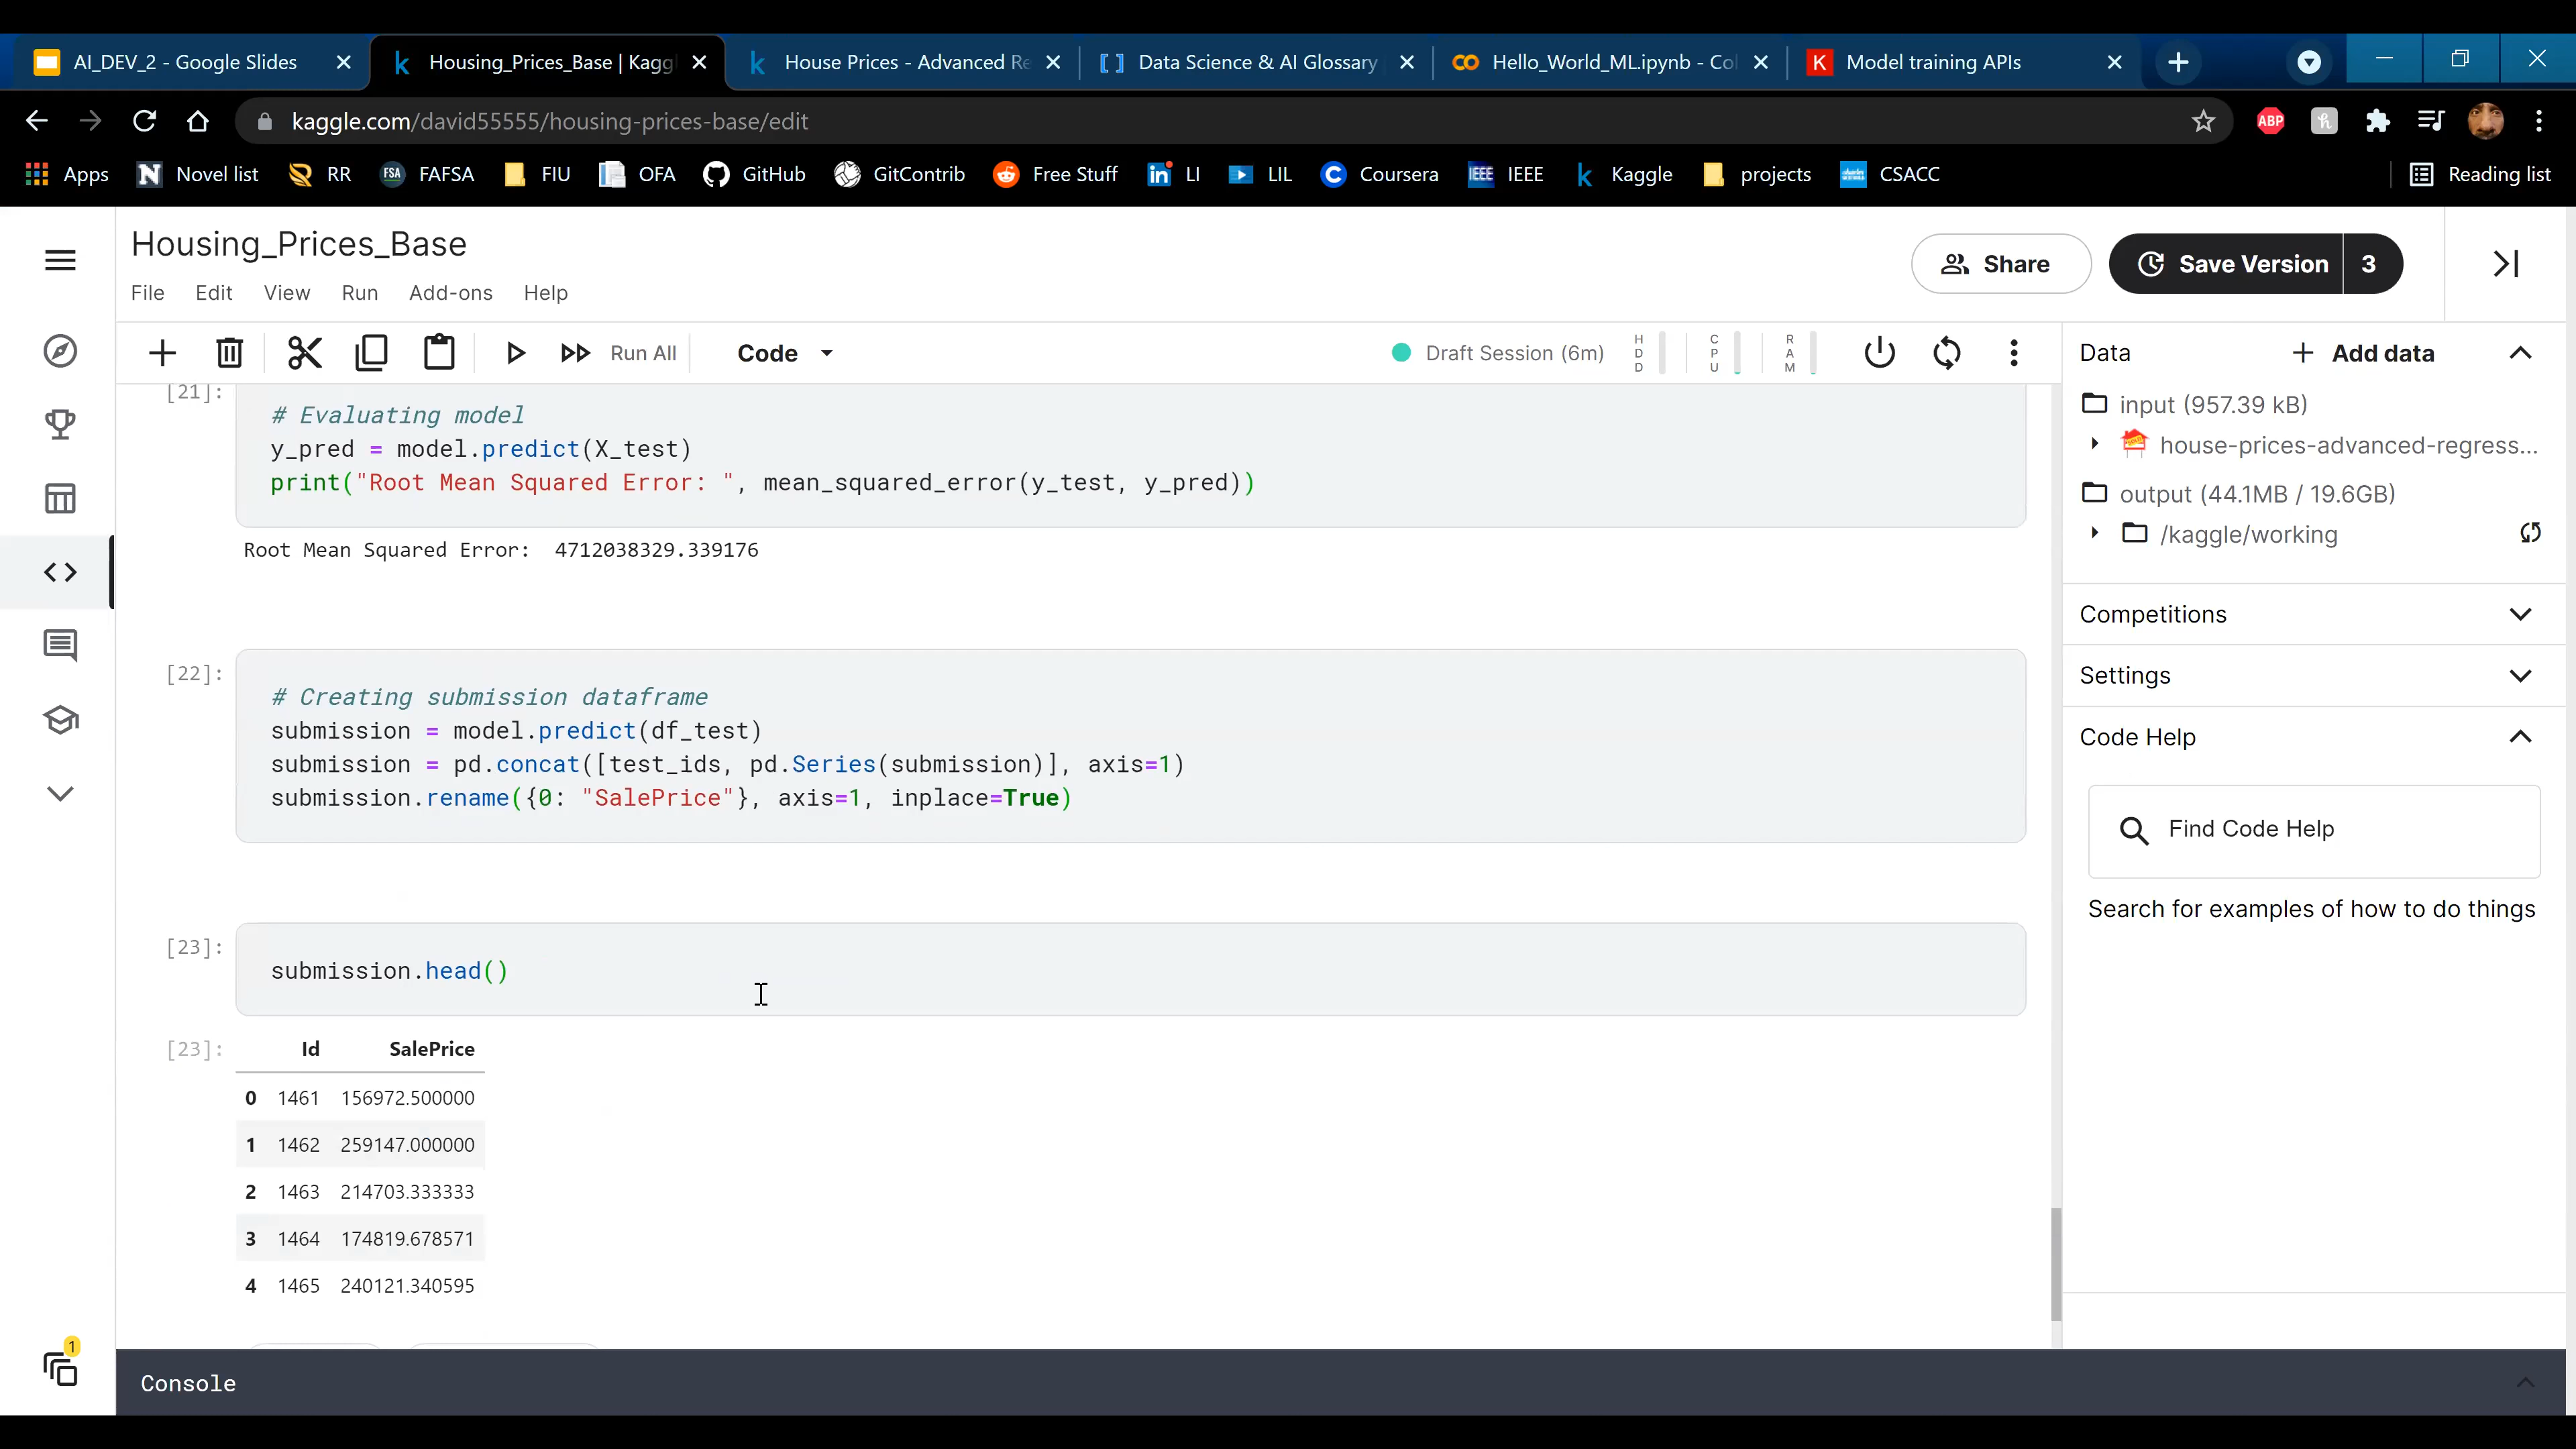 AI_DEV_2 - Google Slides
Housing_Prices_Base | Kagg
House Prices - Advanced Re
Data Science & AI Glossary
Hello_World_ML.ipynb - Col
Model training APIs
kaggle.com/david55555/housing-prices-base/edit
ABP
Apps
Novel list
RR
FSA FAFSA
FIU
OFA
GitHub
GitContrib
Free Stuff
LI
LIL
Coursera
IEEE IEEE
Kaggle
projects
CSACC
Reading list
Housing_Prices_Base
File Edit View Run Add-ons Help
Share
Save Version 3
Run All
Code
Draft Session (6m)
HDD
CPU
RAM
Data
+ Add data
input (957.39 kB)
house-prices-advanced-regress...
output (44.1MB / 19.6GB)
/kaggle/working
Competitions
Settings
Code Help
Find Code Help
Search for examples of how to do things
[21]:
# Evaluating model
y_pred = model.predict(X_test)
print("Root Mean Squared Error: ", mean_squared_error(y_test, y_pred))
Root Mean Squared Error:  4712038329.339176
[22]:
# Creating submission dataframe
submission = model.predict(df_test)
submission = pd.concat([test_ids, pd.Series(submission)], axis=1)
submission.rename({0: "SalePrice"}, axis=1, inplace=True)
[23]:
submission.head()
[23]:
Id SalePrice
0 1461 156972.500000
1 1462 259147.000000
2 1463 214703.333333
3 1464 174819.678571
4 1465 240121.340595
1
Console